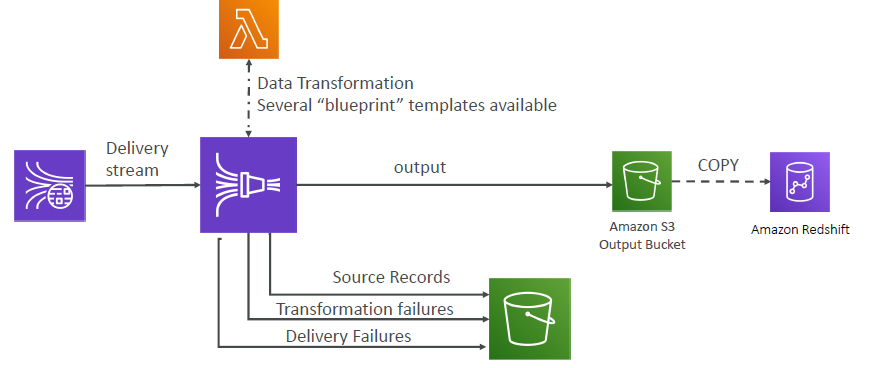 Data Transformation
Several “blueprint” templates available
Delivery
stream
output
COPY
Amazon S3
Output Bucket
Amazon Redshift
Source Records
Transformation failures
Delivery Failures